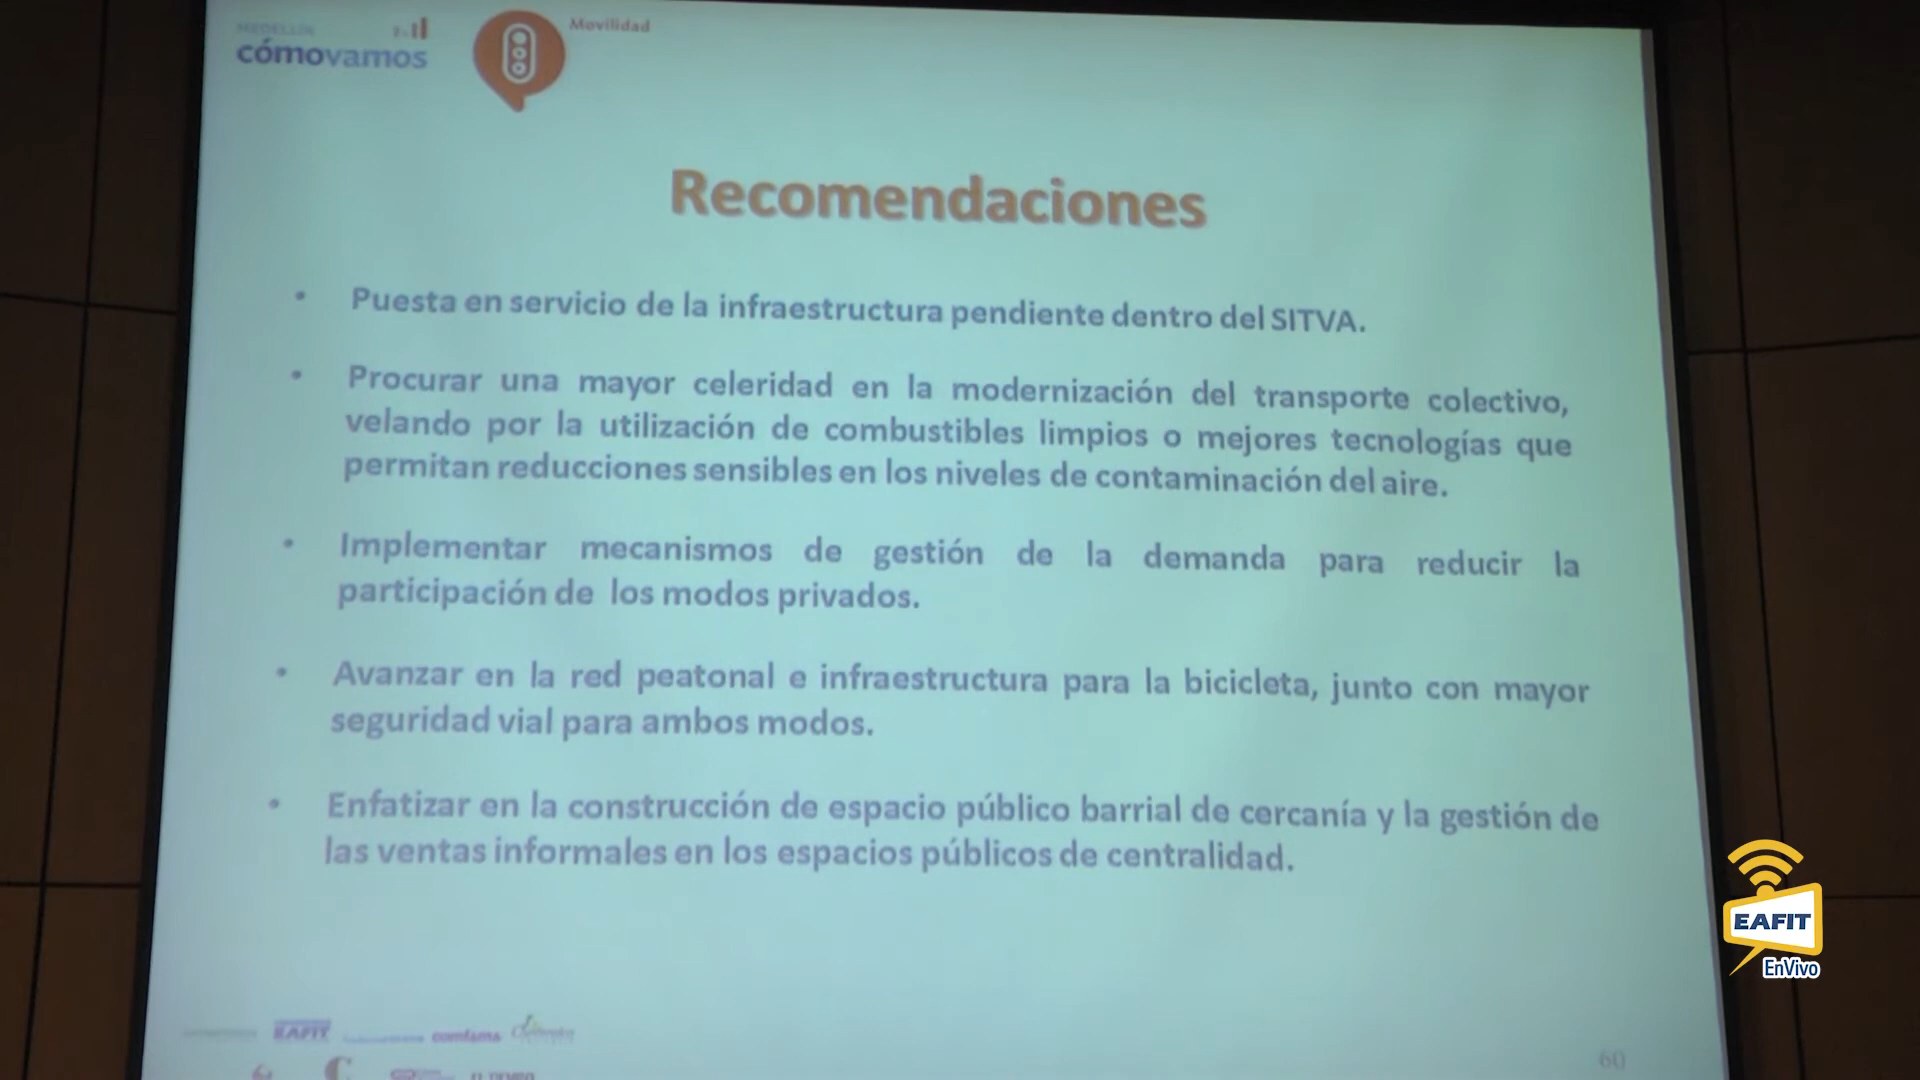 MEDELLÍN
cómovamos
Movilidad
Recomendaciones
• Puesta en servicio de la infraestructura pendiente dentro del SITVA.
• Procurar una mayor celeridad en la modernización del transporte colectivo,
velando por la utilización de combustibles limpios o mejores tecnologías que
permitan reducciones sensibles en los niveles de contaminación del aire.
• Implementar mecanismos de gestión de la demanda para reducir la
participación de los modos privados.
• Avanzar en la red peatonal e infraestructura para la bicicleta, junto con mayor
seguridad vial para ambos modos.
• Enfatizar en la construcción de espacio público barrial de cercanía y la gestión de
las ventas informales en los espacios públicos de centralidad.
EAFIT
EnVivo
EAFIT
comfama
60